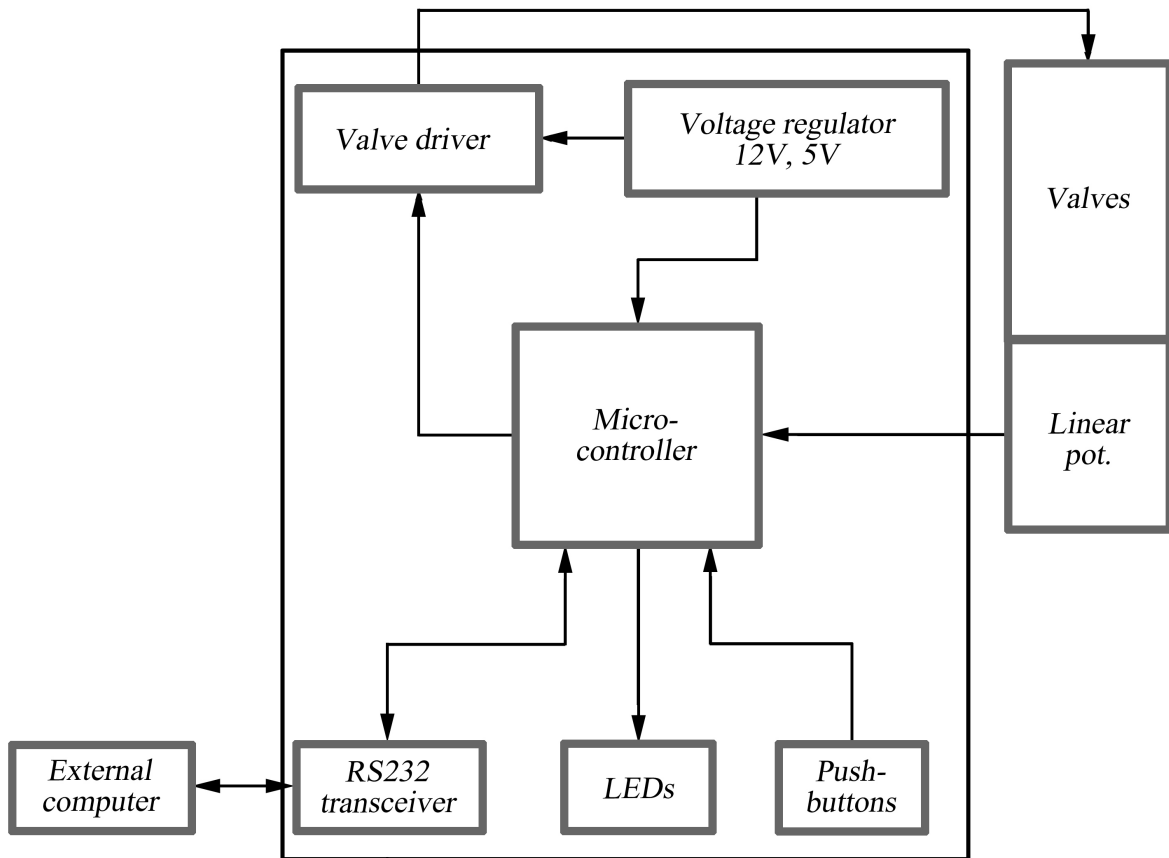 Valve driver
Voltage regulator
12V, 5V
Valves
Micro-
controller
Linear
pot.
External
computer
RS232
transceiver
LEDs
Push-
buttons